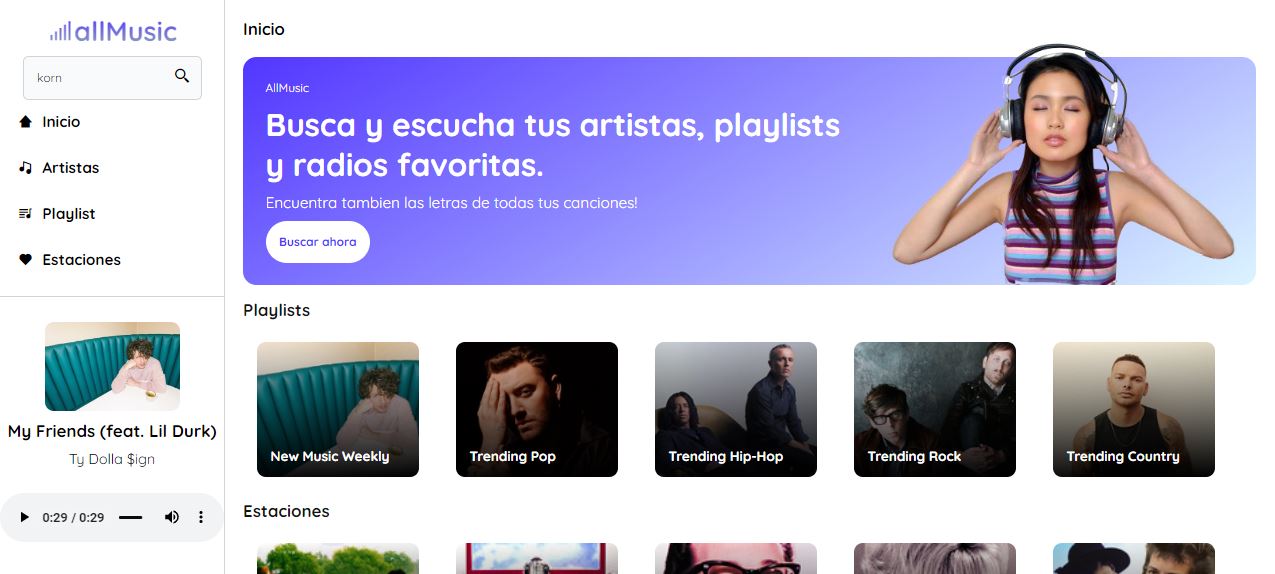 allMusic
korn
Inicio
Artistas
Playlist
Estaciones
My Friends (feat. Lil Durk)
Ty Dolla $ign
0:29 / 0:29
Inicio
AllMusic
Busca y escucha tus artistas, playlists
y radios favoritas.
Encuentra tambien las letras de todas tus canciones!
Buscar ahora
Playlists
New Music Weekly
Trending Pop
Trending Hip-Hop
Trending Rock
Trending Country
Estaciones